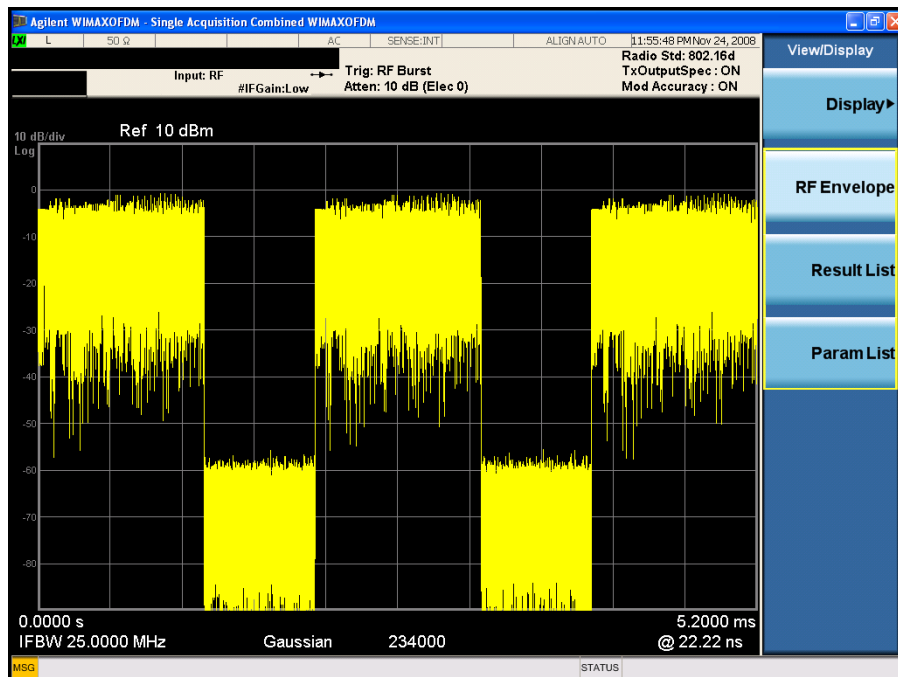 Agilent WIMAXOFDM - Single Acquisition Combined WIMAXOFDM
LXI L 50 Ω AC SENSE:INT ALIGN AUTO 11:55:48 PM Nov 24, 2008
Input: RF
#IFGain:Low
Trig: RF Burst
Atten: 10 dB (Elec 0)
Radio Std: 802.16d
TxOutputSpec : ON
Mod Accuracy : ON
10 dB/div
Log
Ref 10 dBm
0
-10
-20
-30
-40
-50
-60
-70
-80
0.0000 s 5.2000 ms
IFBW 25.0000 MHz Gaussian 234000 @ 22.22 ns
MSG STATUS
View/Display
Display
RF Envelope
Result List
Param List